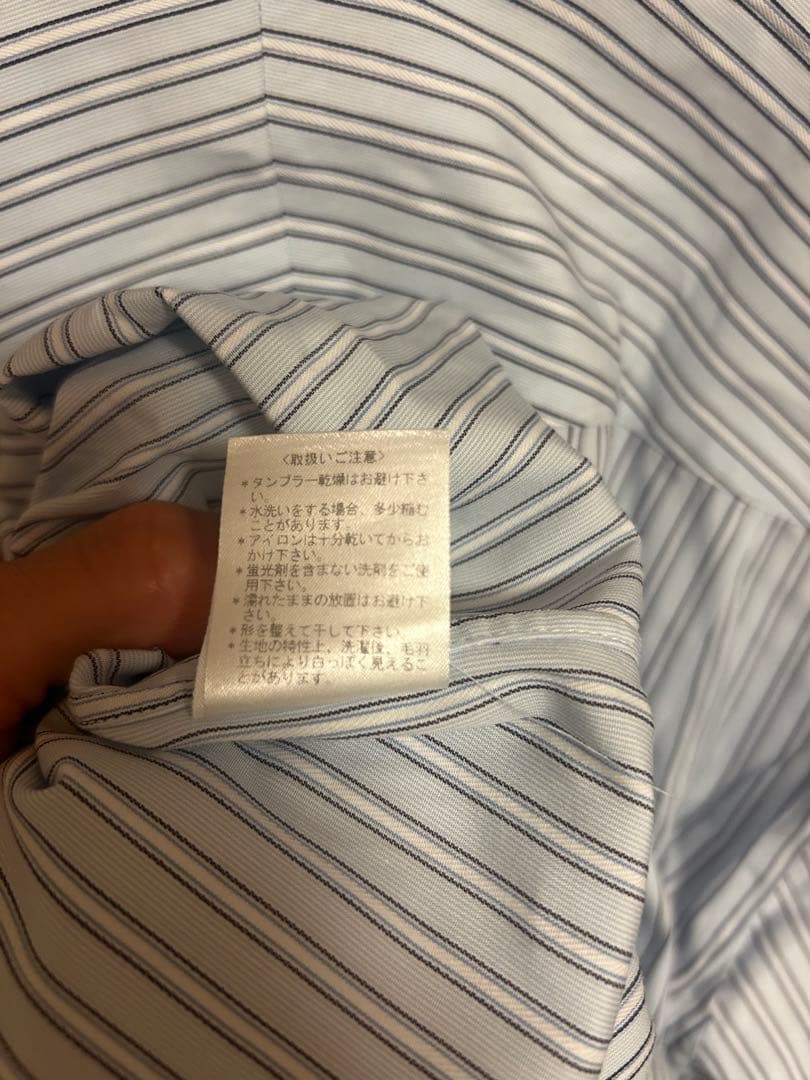 〈取扱いご注意〉
*タンブラー乾燥はお避け下さ
い。
*水洗いをする場合、多少縮む
ことがあります。
*アイロンは十分乾いてからお
かけ下さい。
*蛍光剤を含まない洗剤をご使
用下さい。
*濡れたままの放置はお避け下
さい。
*形を整えて干して下さい。
*生地の特性上、洗濯後、毛羽
立ちにより白っぽく見えるこ
とがあります。